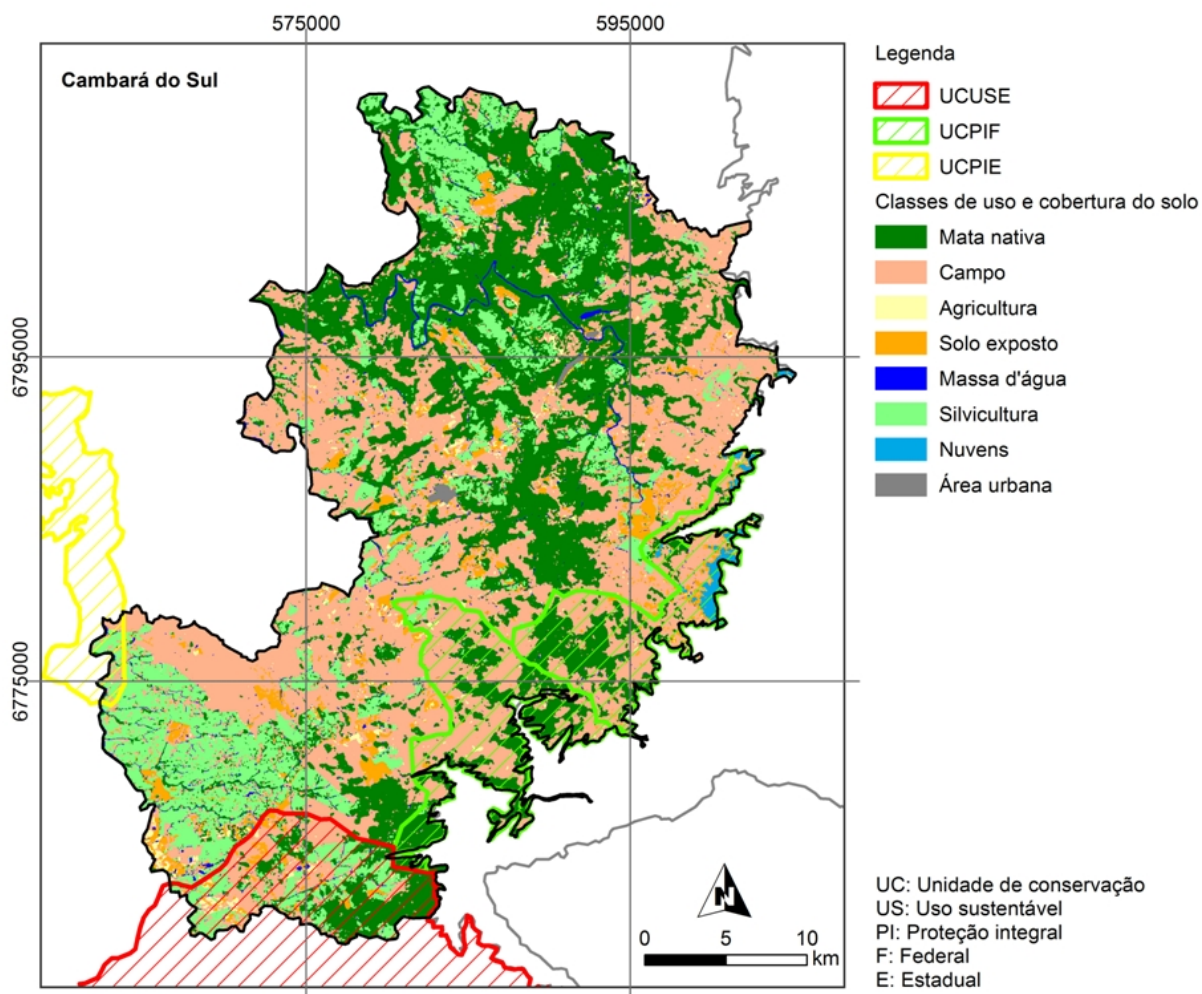 575000
595000
Cambará do Sul
6795000
6775000
Legenda
UCUSE
UCPIF
UCPIE
Classes de uso e cobertura do solo
Mata nativa
Campo
Agricultura
Solo exposto
Massa d'água
Silvicultura
Nuvens
Área urbana
N
0 5 10
km
UC: Unidade de conservação
US: Uso sustentável
PI: Proteção integral
F: Federal
E: Estadual